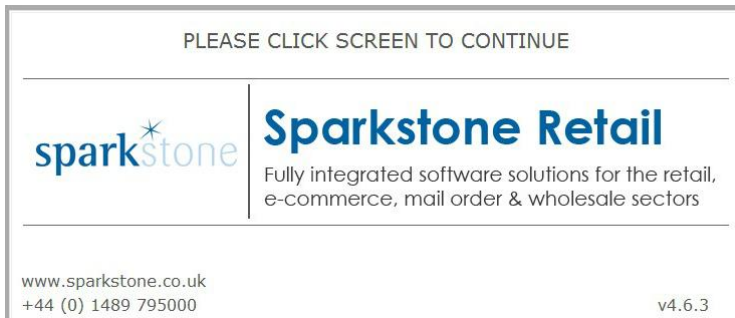 PLEASE CLICK SCREEN TO CONTINUE
sparkstone
Sparkstone Retail
Fully integrated software solutions for the retail,
e-commerce, mail order & wholesale sectors
www.sparkstone.co.uk
+44 (0) 1489 795000
v4.6.3